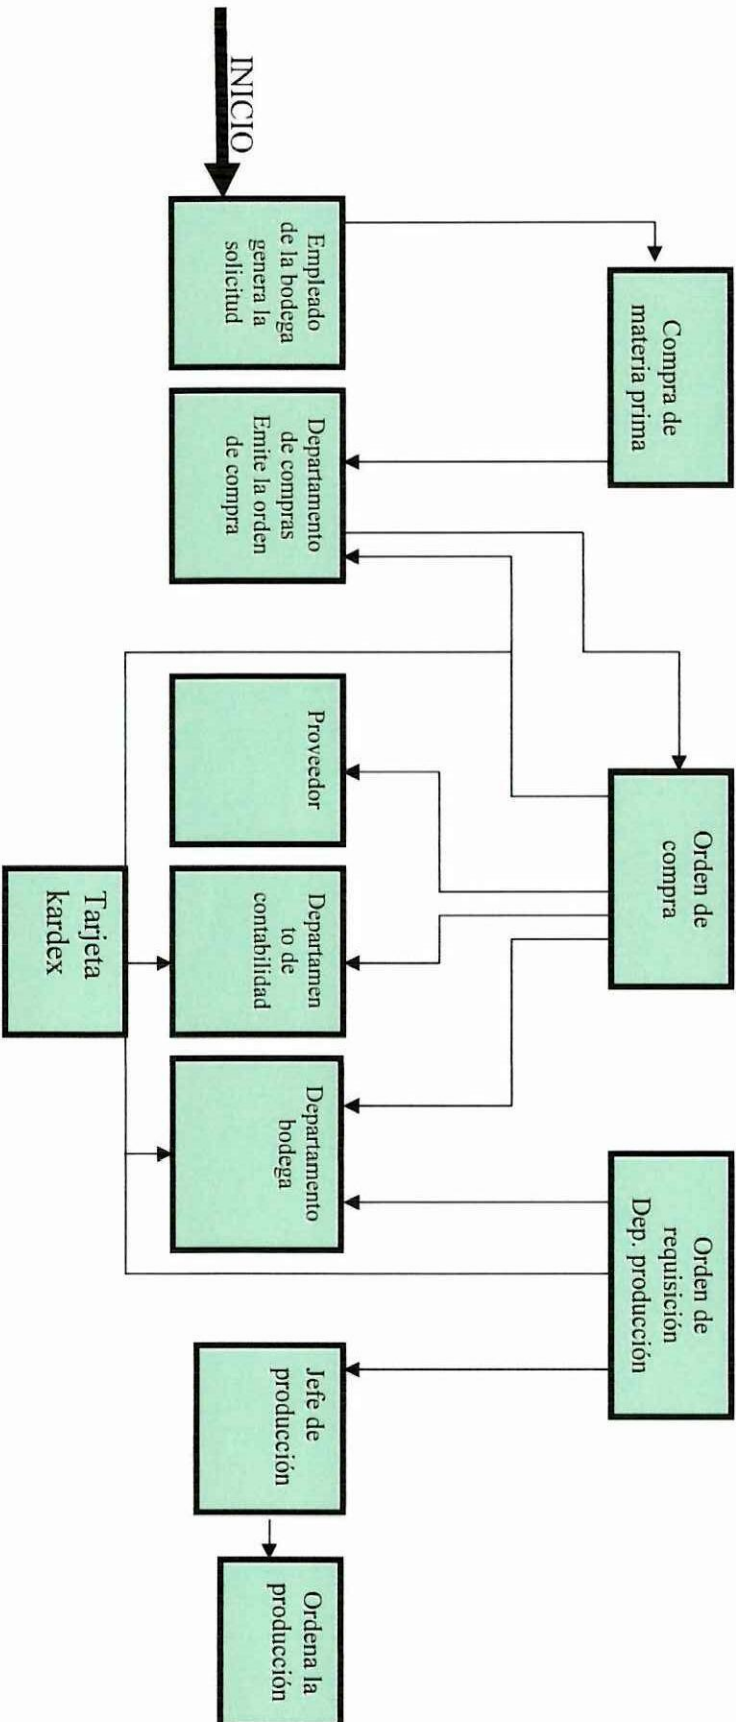 INICIO
Compra de
materia prima
Orden de
compra
Orden de
requisición
Dep. producción
Empleado
de la bodega
genera la
solicitud
Departamento
de compras
Emite la orden
de compra
Proveedor
Departamen
to de
contabilidad
Departamento
bodega
Jefe de
producción
Ordena la
producción
Tarjeta
kardex